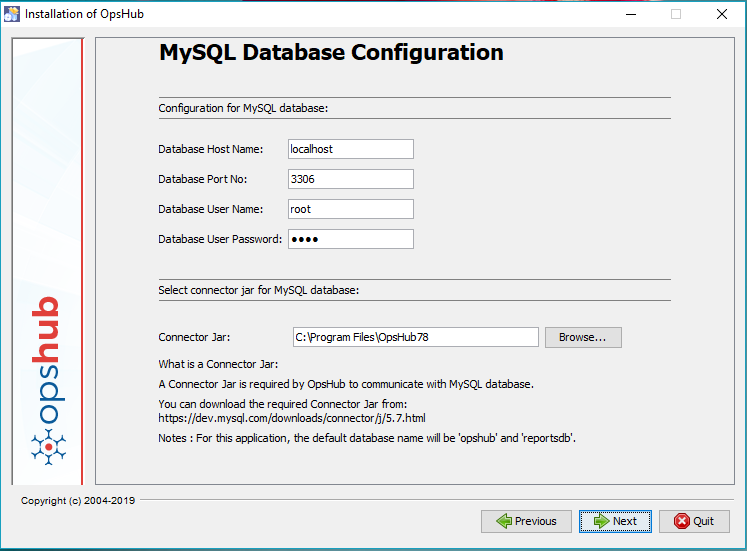 Installation of OpsHub
MySQL Database Configuration
Configuration for MySQL database:
Database Host Name: localhost
Database Port No: 3306
Database User Name: root
Database User Password: ●●●●
Select connector jar for MySQL database:
Connector Jar: C:\Program Files\OpsHub78 Browse...
What is a Connector Jar:
A Connector Jar is required by OpsHub to communicate with MySQL database.
You can download the required Connector Jar from:
https://dev.mysql.com/downloads/connector/j/5.7.html
Notes : For this application, the default database name will be 'opshub' and 'reportsdb'.
opshub
Copyright (c) 2004-2019
Previous Next Quit